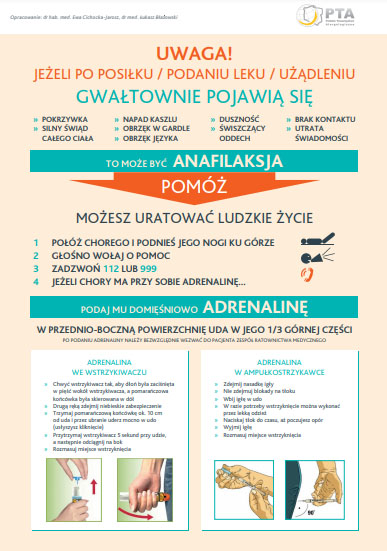 Opracowanie: dr hab. med. Ewa Cichocka-Jarosz, dr med. Łukasz Błażowski
PTA
UWAGA!
JEŻELI PO POSIŁKU / PODANIU LEKU / UŻĄDLENIU
GWAŁTOWNIE POJAWIĄ SIĘ
» POKRZYWKA
» SILNY ŚWIĄD
CAŁEGO CIAŁA
» NAPAD KASZLU
» OBRZĘK W GARDLE
» OBRZĘK JĘZYKA
» DUSZNOŚĆ
» ŚWISZCZĄCY
ODDECH
» BRAK KONTAKTU
» UTRATA
ŚWIADOMOŚCI
TO MOŻE BYĆ ANAFILAKSJA
POMÓŻ
MOŻESZ URATOWAĆ LUDZKIE ŻYCIE
1 POŁÓŻ CHOREGO I PODNIEŚ JEGO NOGI KU GÓRZE
2 GŁOŚNO WOŁAJ O POMOC
3 ZADZWOŃ 112 LUB 999
4 JEŻELI CHORY MA PRZY SOBIE ADRENALINĘ...
PODAJ MU DOMIĘŚNIOWO ADRENALINĘ
W PRZEDNIO-BOCZNĄ POWIERZCHNIĘ UDA W JEGO 1/3 GÓRNEJ CZĘŚCI
PO PODANIU ADRENALINY NALEŻY BEZWZGLĘDNIE WEZWAĆ DO PACJENTA ZESPÓŁ RATOWNICTWA MEDYCZNEGO
ADRENALINA
WE WSTRZYKIWACZU
» Chwyć wstrzykiwacz tak, aby dłoń była zaciśnięta
w pięść wokół wstrzykiwacza, a pomarańczowa
końcówka była skierowana w dół
» Drugą ręką zdejmij niebieskie zabezpieczenie
» Trzymaj pomarańczową końcówkę ok. 10 cm
od uda i przez ubranie uderz mocno w udo
(usłyszysz kliknięcie)
» Przytrzymaj wstrzykiwacz 5 sekund przy udzie,
a następnie odciągnij na bok
» Rozmasuj miejsce wstrzyknięcia
ADRENALINA
W AMPUŁKOSTRZYKAWCE
» Zdejmij nasadkę igły
» Nie zdejmuj blokady na tłoku
» Wbij igłę w udo
» W razie potrzeby wstrzyknięcie można wykonać
przez lekką odzież
» Naciskaj tłok do czasu, aż poczujesz opór
» Wyjmij igłę
» Rozmasuj miejsce wstrzyknięcia
90°